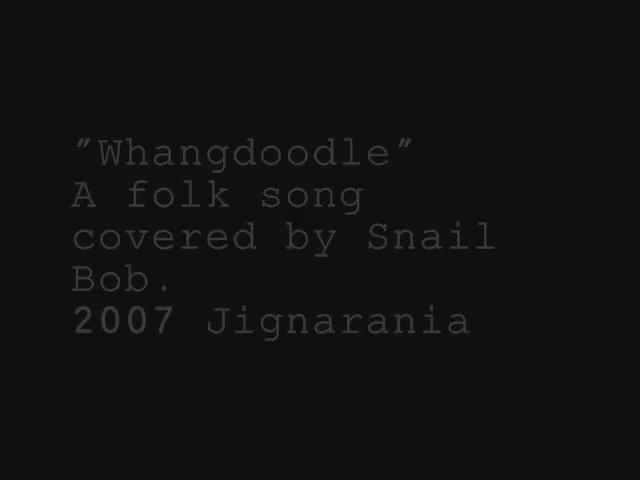 "Whangdoodle"
A folk song
covered by Snail
Bob.
2007 Jignarania